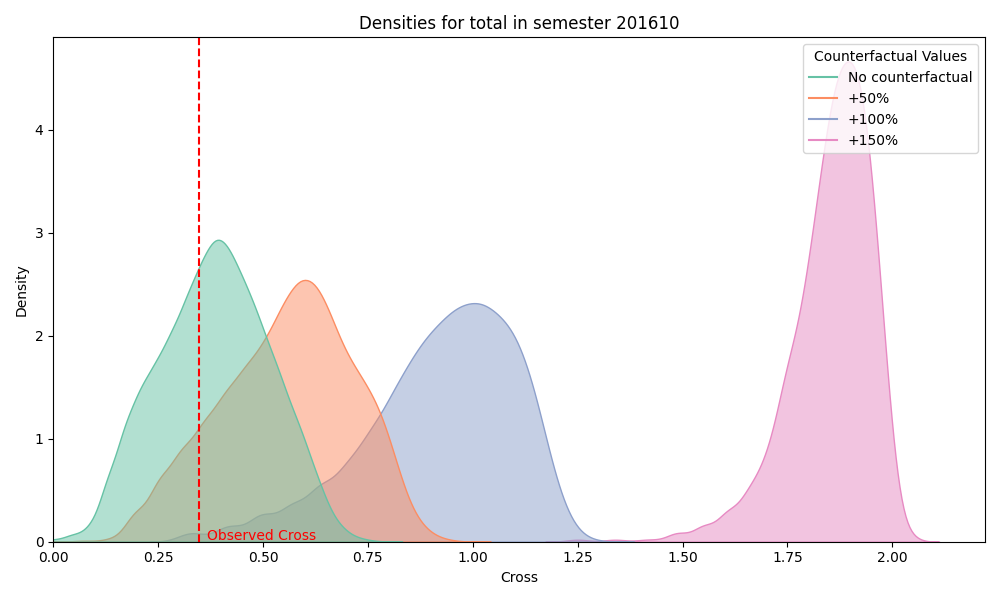 Densities for total in semester 201610
Counterfactual Values
No counterfactual
+50%
+100%
+150%
Density
4
3
2
1
0
Observed Cross
0.00 0.25 0.50 0.75 1.00 1.25 1.50 1.75 2.00
Cross